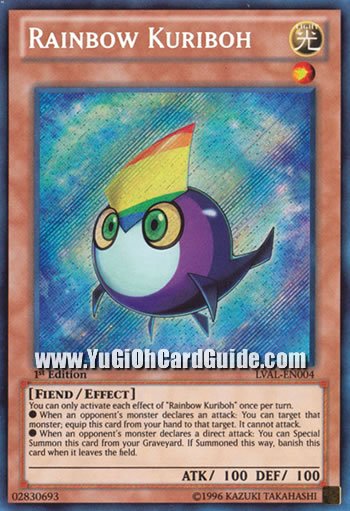 Rainbow Kuriboh
LIGHT
光
www.YuGiOhCardGuide.com
1st Edition
LVAL-EN004
[FIEND / EFFECT]
You can only activate each effect of "Rainbow Kuriboh" once per turn.
● When an opponent's monster declares an attack: You can target that
monster; equip this card from your hand to that target. It cannot attack.
● When an opponent's monster declares a direct attack: You can Special
Summon this card from your Graveyard. If Summoned this way, banish this
card when it leaves the field.
ATK/ 100 DEF/ 100
02830693
©1996 KAZUKI TAKAHASHI